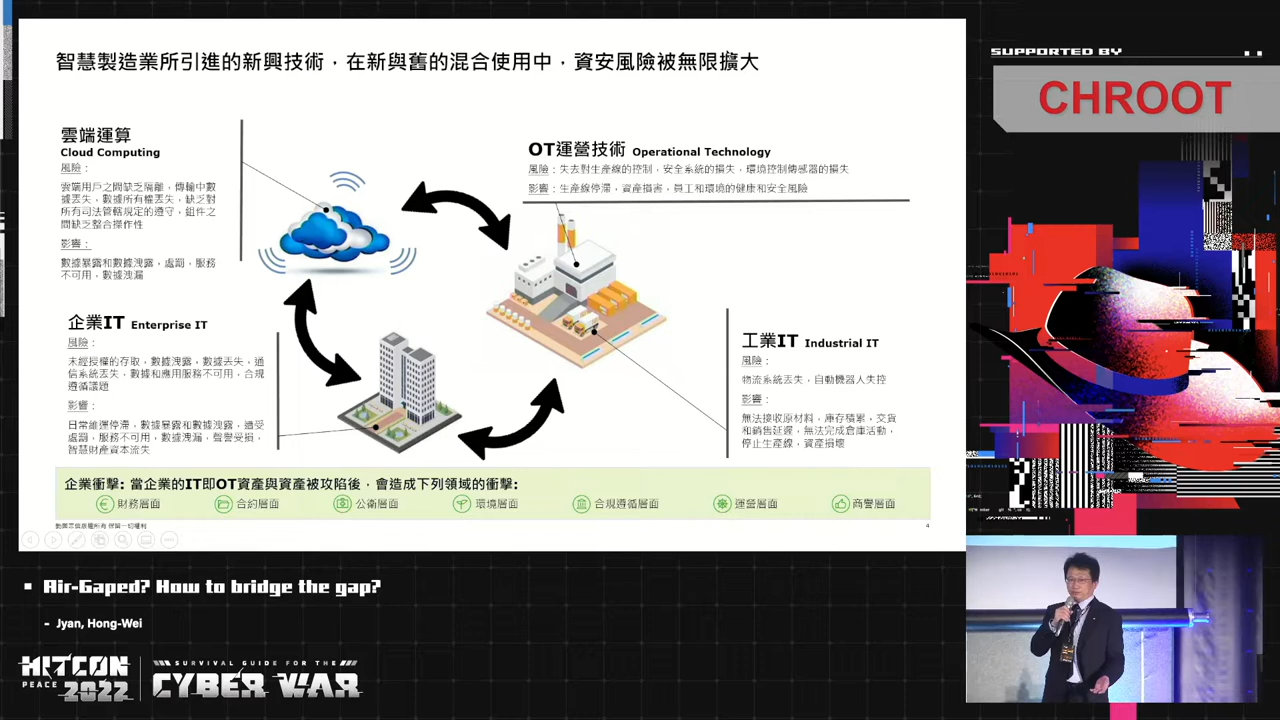 智慧製造業所引進的新興技術，在新與舊的混合使用中，資安風險被無限擴大
雲端運算
Cloud Computing
風險：
雲端用戶之間缺乏隔離，傳輸中數
據丟失，數據所有權丟失，缺乏對
所有司法管轄規定的遵守，組件之
間缺乏整合操作性
影響：
數據暴露和數據洩露，處罰，服務
不可用，數據洩漏
OT運營技術 Operational Technology
風險：失去對生產線的控制，安全系統的損失，環境控制傳感器的損失
影響：生產線停滯，資產損害，員工和環境的健康和安全風險
企業IT Enterprise IT
風險：
未經授權的存取，數據洩露，數據丟失，通
信系統丟失，數據和應用服務不可用，合規
遵循議題
影響：
日常維運停滯，數據暴露和數據洩露，遭受
處罰，服務不可用，數據洩漏，聲譽受損，
智慧財產資本流失
工業IT Industrial IT
風險：
物流系統丟失，自動機器人失控
影響：
無法接收原材料，庫存積累，交貨
和銷售延遲，無法完成倉庫活動，
停止生產線，資產損壞
企業衝擊: 當企業的IT即OT資產與資產被攻陷後，會造成下列領域的衝擊:
財務層面
合約層面
公衛層面
環境層面
合規遵循層面
運營層面
商譽層面
勤業眾信版權所有 保留一切權利
4
SUPPORTED BY
CHROOT
Air-Gaped? How to bridge the gap?
- Jyan, Hong-Wei
HITCON
PEACE 2022
SURVIVAL GUIDE FOR THE
CYBER WAR